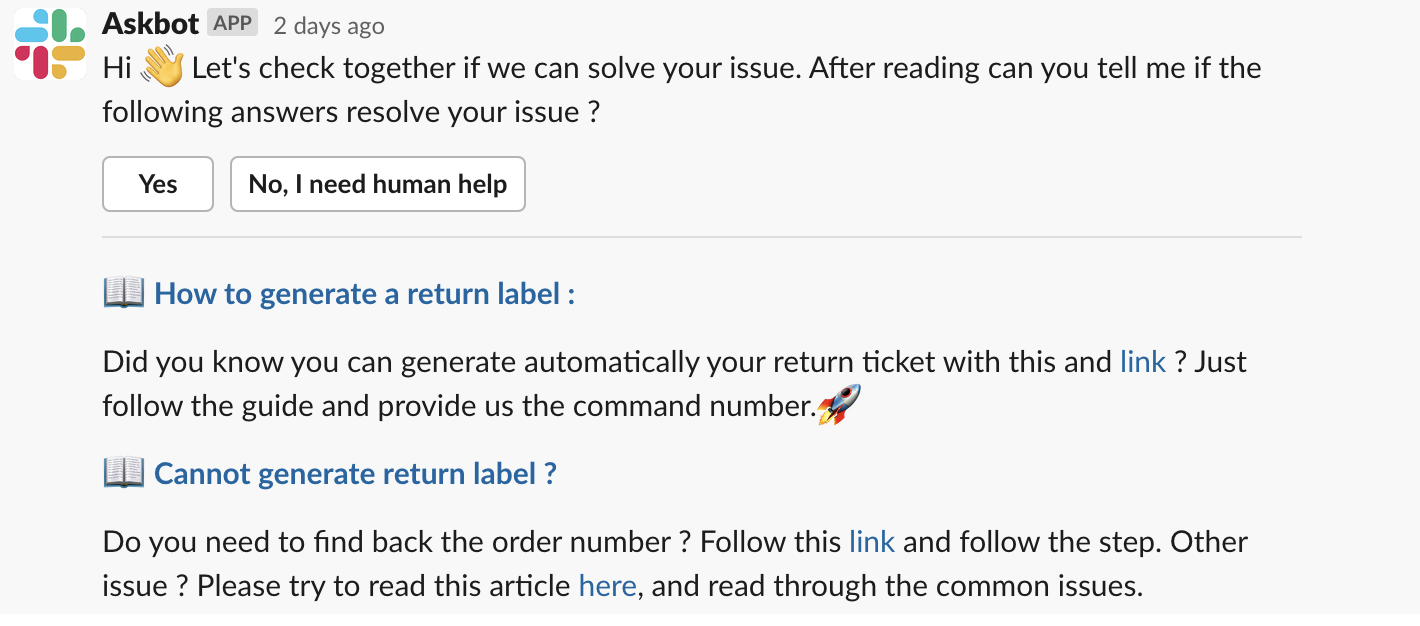 Askbot APP 2 days ago
Hi 👋 Let's check together if we can solve your issue. After reading can you tell me if the
following answers resolve your issue ?
Yes No, I need human help
📖 How to generate a return label :
Did you know you can generate automatically your return ticket with this and link ? Just
follow the guide and provide us the command number.🚀
📖 Cannot generate return label ?
Do you need to find back the order number ? Follow this link and follow the step. Other
issue ? Please try to read this article here, and read through the common issues.